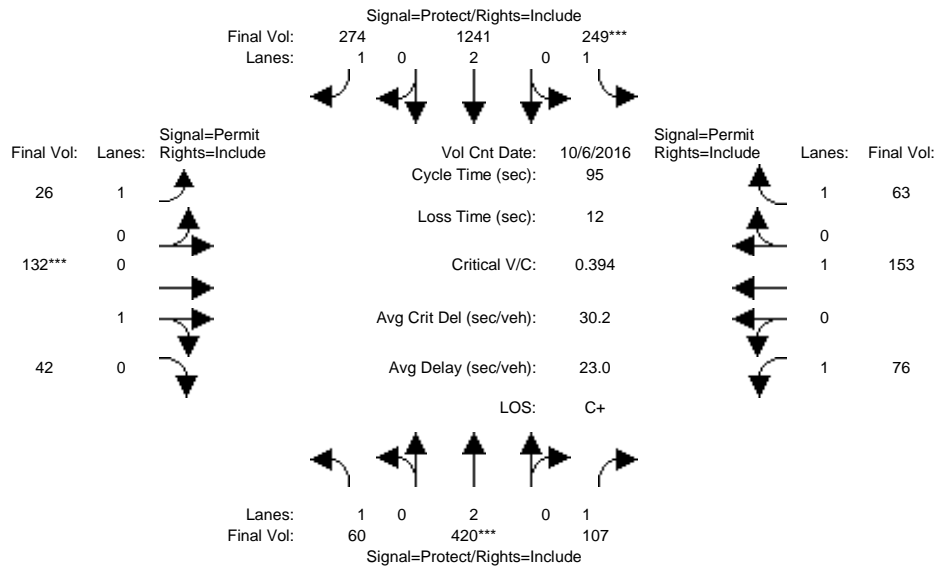 Signal=Protect/Rights=Include
Final Vol: 274 1241 249***
Lanes: 1 0 2 0 1
Signal=Permit Signal=Permit
Final Vol: Lanes: Rights=Include Vol Cnt Date: 10/6/2016 Rights=Include Lanes: Final Vol:
Cycle Time (sec): 95
26 1 1 63
Loss Time (sec): 12
0 0
132*** 0 Critical V/C: 0.394 1 153
1 Avg Crit Del (sec/veh): 30.2 0
42 0 Avg Delay (sec/veh): 23.0 1 76
LOS: C+
Lanes: 1 0 2 0 1
Final Vol: 60 420*** 107
Signal=Protect/Rights=Include